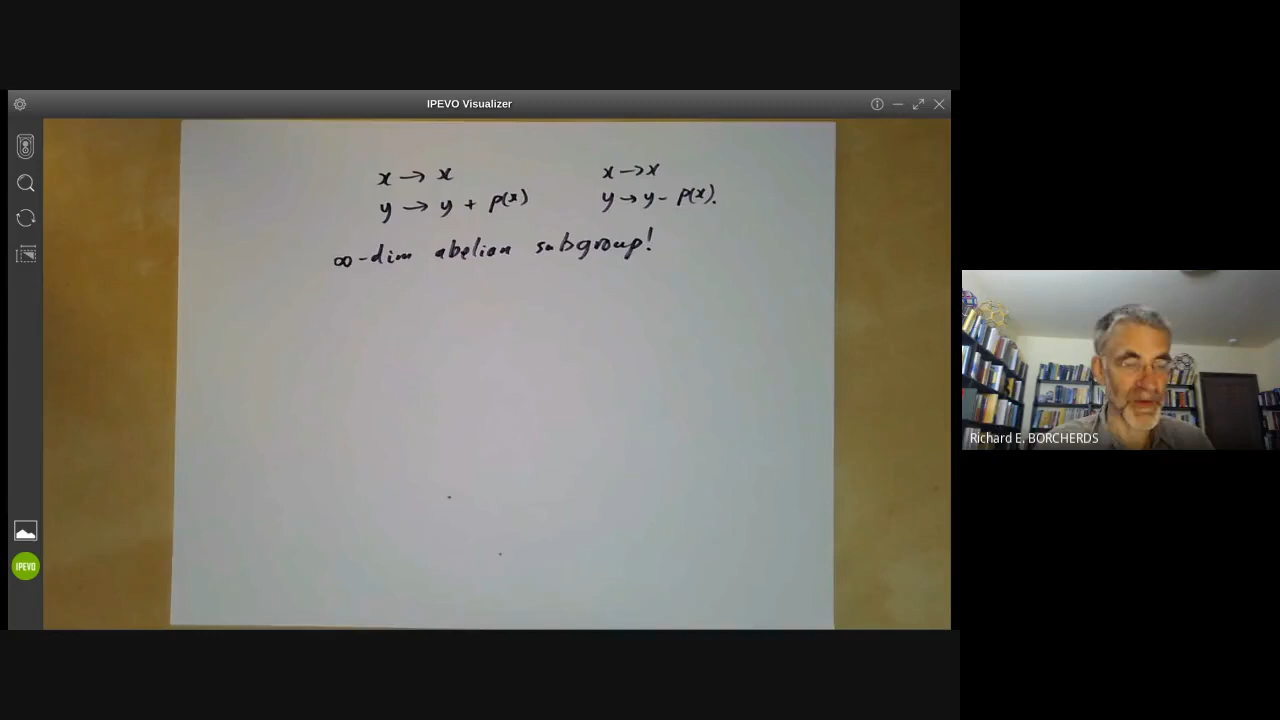 IPEVO Visualizer
x → x
y → y + p(x)
x → x
y → y - p(x).
∞-dim abelian subgroup!
IPEVO
Richard E. BORCHERDS